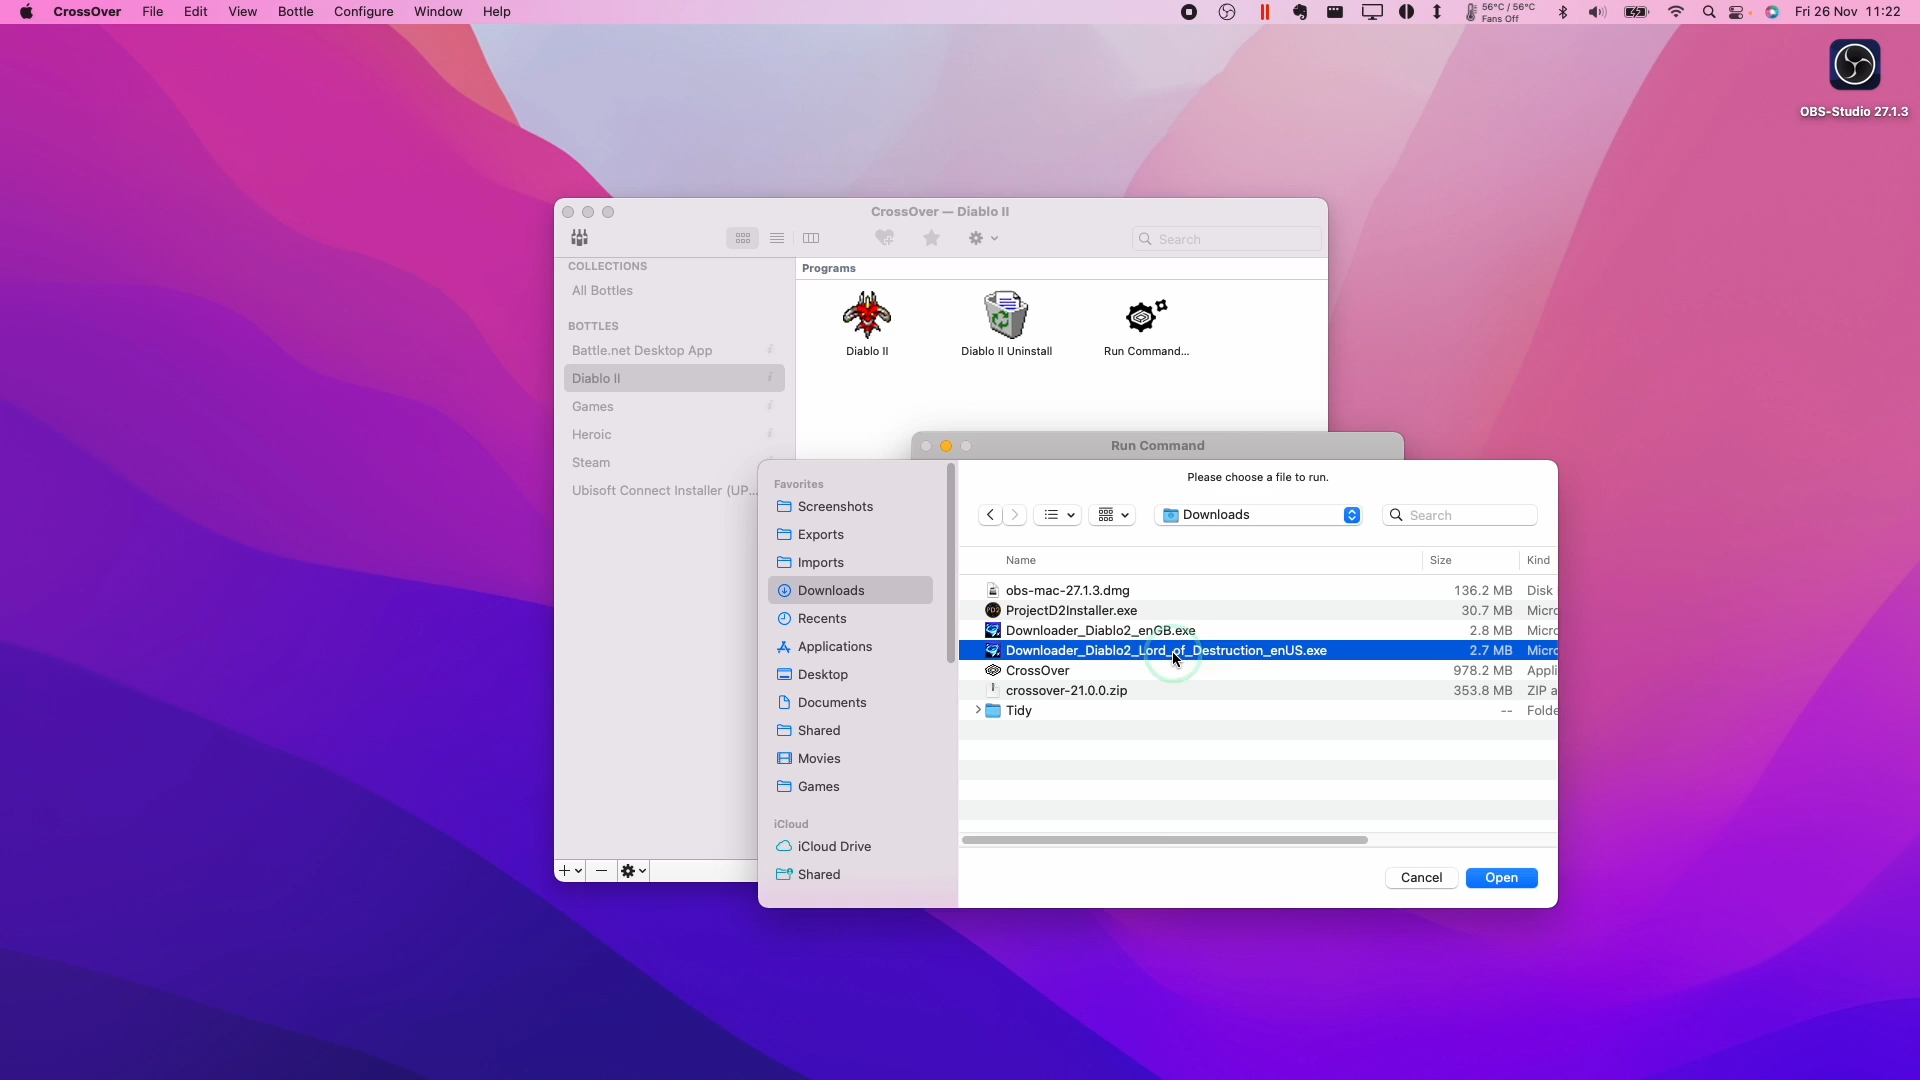 CrossOver File Edit View Bottle Configure Window Help
56°C / 56°C
Fans Off
Fri 26 Nov 11:22
OBS-Studio 27.1.3
CrossOver — Diablo II
Search
COLLECTIONS
All Bottles
BOTTLES
Battle.net Desktop App
Diablo II
Games
Heroic
Steam
Ubisoft Connect Installer (UP...
Programs
Diablo II
Diablo II Uninstall
Run Command...
Run Command
Please choose a file to run.
Favorites
Screenshots
Exports
Imports
Downloads
Recents
Applications
Desktop
Documents
Shared
Movies
Games
iCloud
iCloud Drive
Shared
Downloads
Search
Name Size Kind
obs-mac-27.1.3.dmg 136.2 MB Disk
ProjectD2Installer.exe 30.7 MB Micro
Downloader_Diablo2_enGB.exe 2.8 MB Micro
Downloader_Diablo2_Lord_of_Destruction_enUS.exe 2.7 MB Micro
CrossOver 978.2 MB Appli
crossover-21.0.0.zip 353.8 MB ZIP a
Tidy -- Folde
Cancel
Open